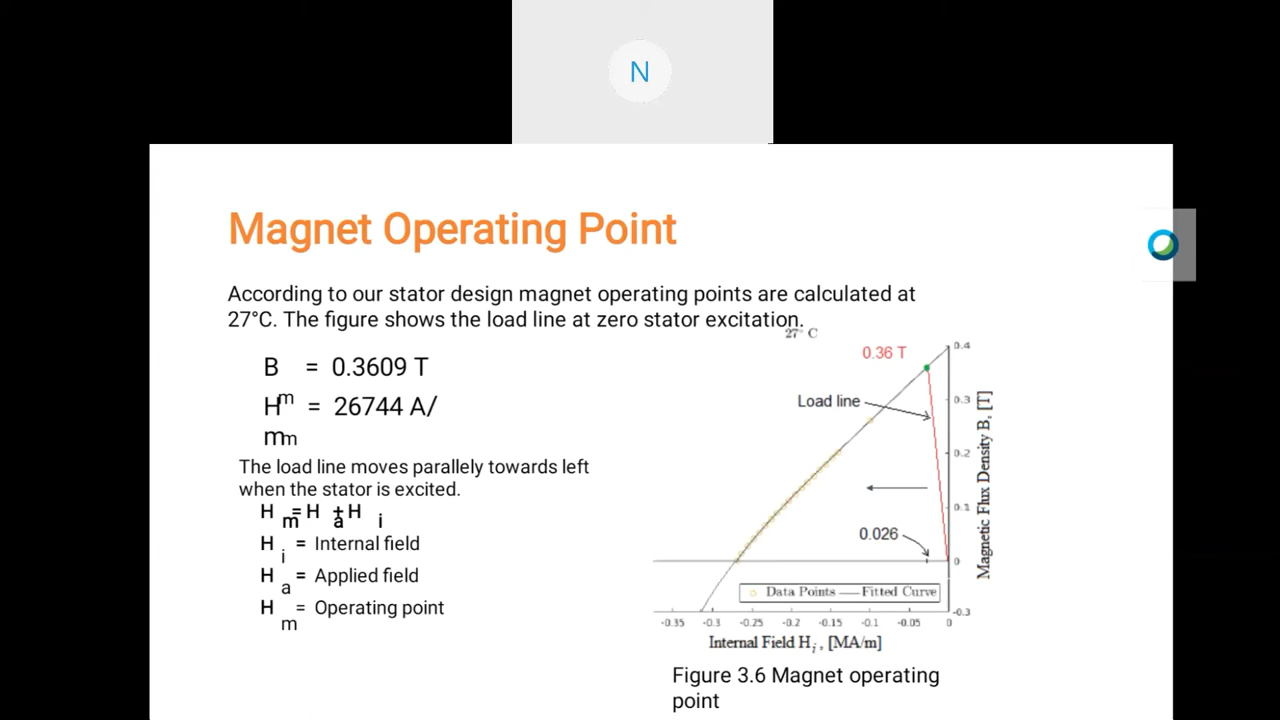 N
Magnet Operating Point
According to our stator design magnet operating points are calculated at
27°C. The figure shows the load line at zero stator excitation.
B = 0.3609 T
Hm = 26744 A/
mm
The load line moves parallely towards left
when the stator is excited.
H m = H a + H i
H i = Internal field
H a = Applied field
H m = Operating point
27° C
0.36 T
Load line
0.026
0.4
0.3
0.2
0.1
0
-0.3
Magnetic Flux Density B, [T]
Data Points Fitted Curve
-0.35 -0.3 -0.25 -0.2 -0.15 -0.1 -0.05 0
Internal Field Hi, [MA/m]
Figure 3.6 Magnet operating
point